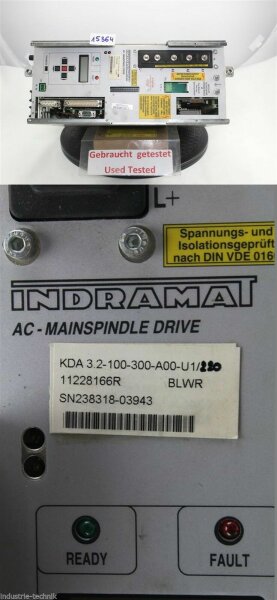 15364
Gebraucht getestet
Used Tested
L+
Spannungs- und
Isolationsgeprüft
nach DIN VDE 016
INDRAMAT
AC - MAINSPINDLE DRIVE
KDA 3.2-100-300-A00-U1/220
11228166R BLWR
SN238318-03943
READY
FAULT
industrie-technik